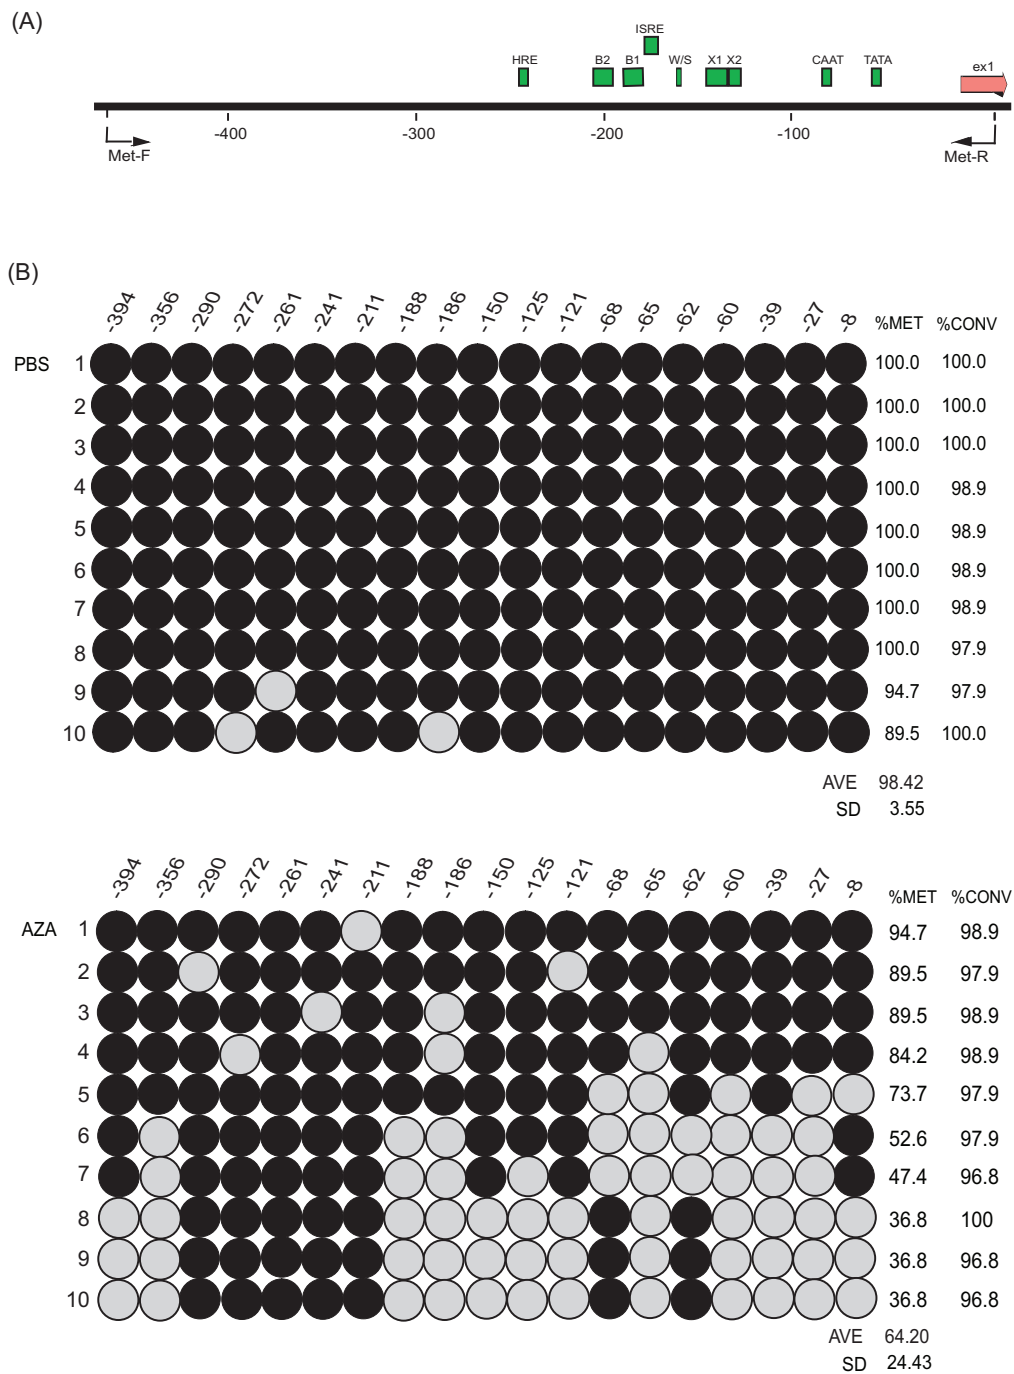 (A)
ISRE
HRE B2 B1 W/S X1 X2 CAAT TATA ex1
-400 -300 -200 -100
Met-F Met-R
(B)
-394 -356 -290 -272 -261 -241 -211 -188 -186 -150 -125 -121 -68 -65 -62 -60 -39 -27 -8 %MET %CONV
PBS 1 100.0 100.0
2 100.0 100.0
3 100.0 100.0
4 100.0 98.9
5 100.0 98.9
6 100.0 98.9
7 100.0 98.9
8 100.0 97.9
9 94.7 97.9
10 89.5 100.0
AVE 98.42
SD 3.55
-394 -356 -290 -272 -261 -241 -211 -188 -186 -150 -125 -121 -68 -65 -62 -60 -39 -27 -8 %MET %CONV
AZA 1 94.7 98.9
2 89.5 97.9
3 89.5 98.9
4 84.2 98.9
5 73.7 97.9
6 52.6 97.9
7 47.4 96.8
8 36.8 100
9 36.8 96.8
10 36.8 96.8
AVE 64.20
SD 24.43